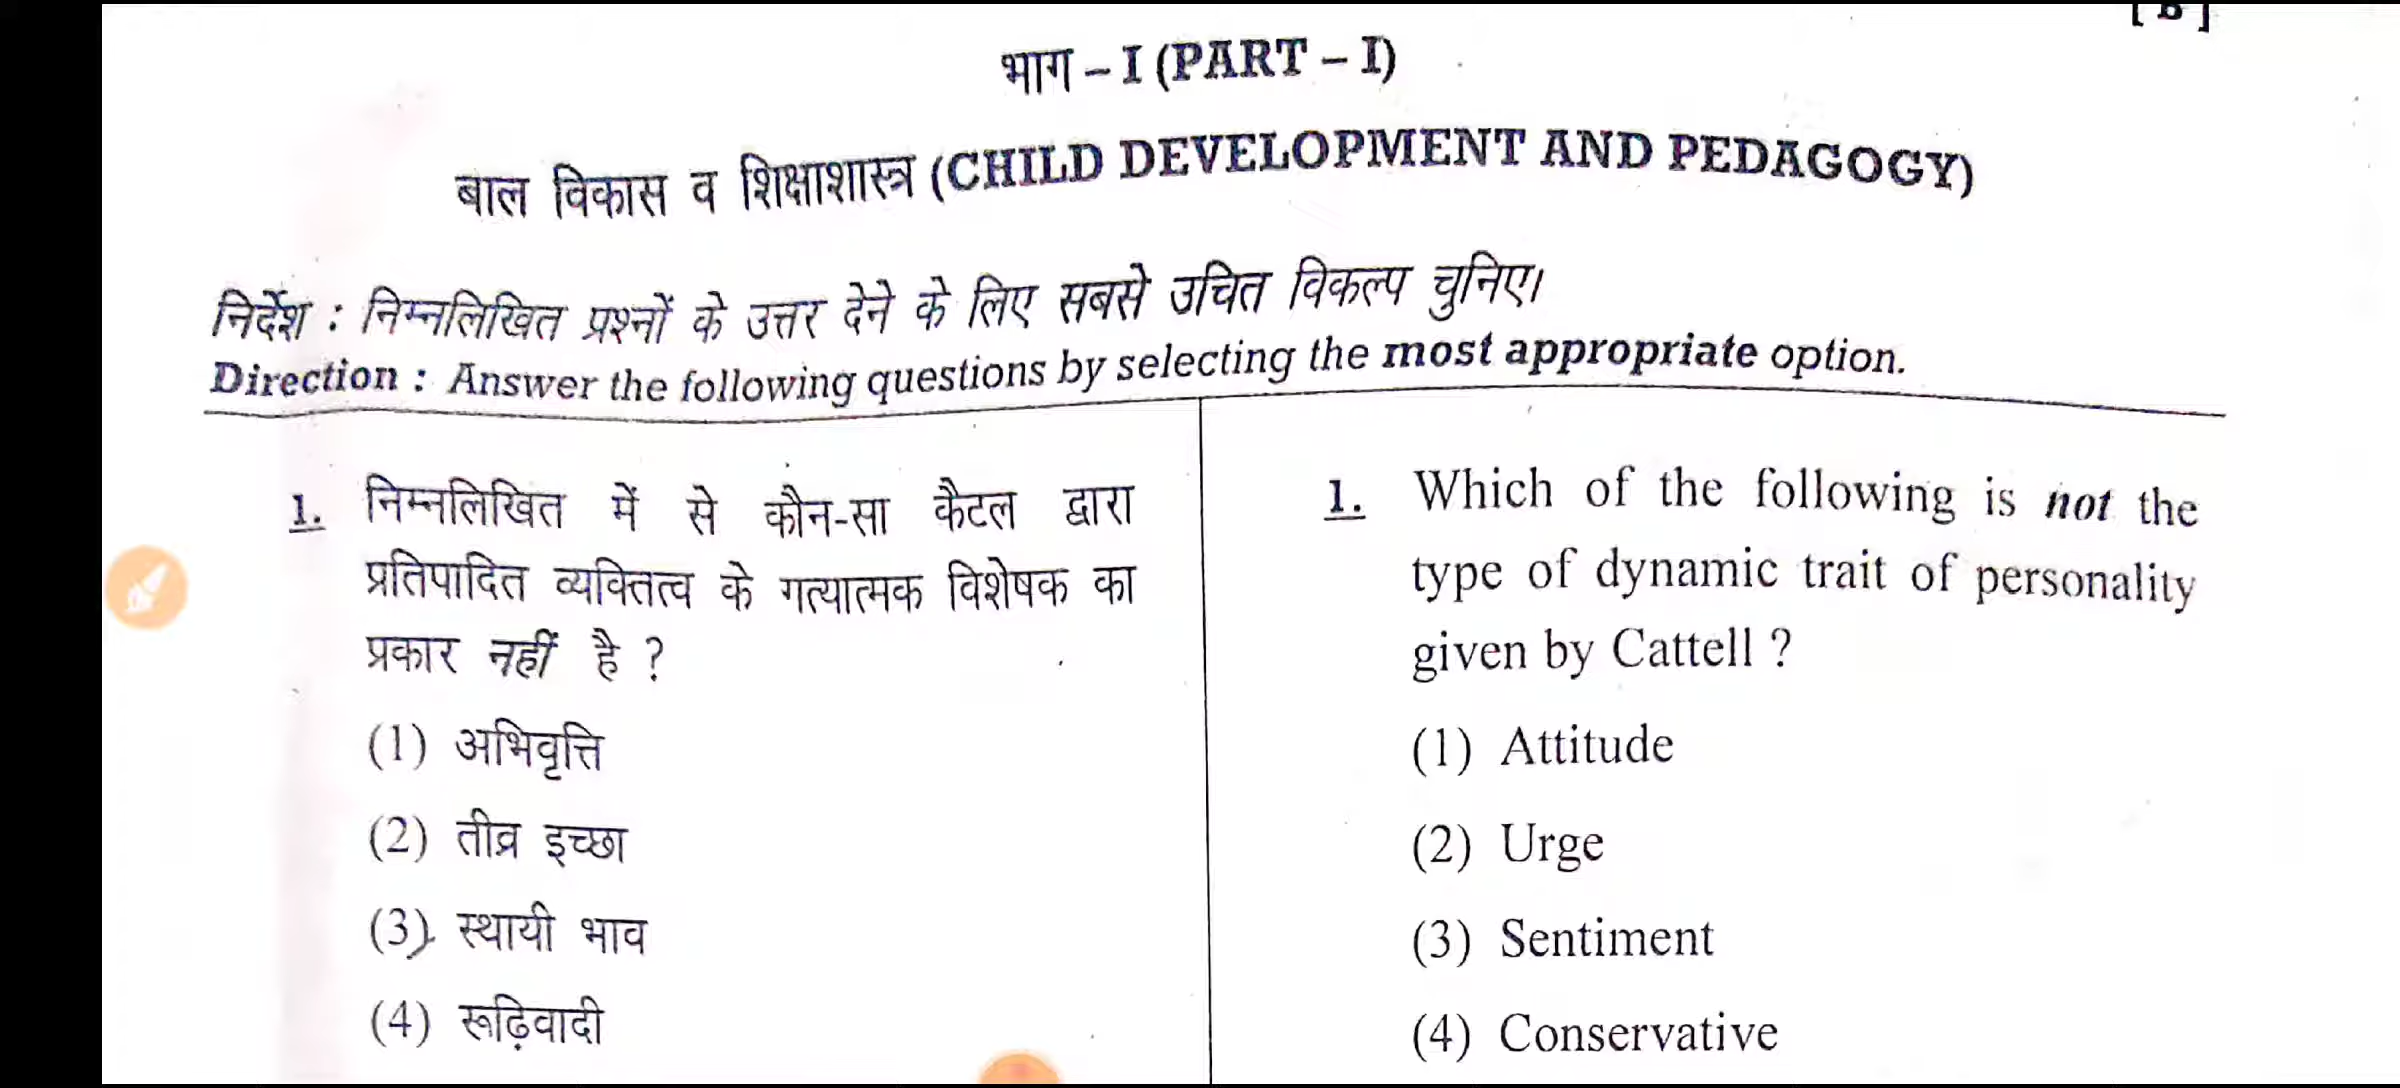 [ B ]
भाग – I (PART – I)
बाल विकास व शिक्षाशास्त्र (CHILD DEVELOPMENT AND PEDAGOGY)
निर्देश : निम्नलिखित प्रश्नों के उत्तर देने के लिए सबसे उचित विकल्प चुनिए।
Direction : Answer the following questions by selecting the most appropriate option.
1. निम्नलिखित में से कौन-सा कैटल द्वारा
प्रतिपादित व्यक्तित्व के गत्यात्मक विशेषक का
प्रकार नहीं है ?
(1) अभिवृत्ति
(2) तीव्र इच्छा
(3) स्थायी भाव
(4) रूढ़िवादी
1. Which of the following is not the
type of dynamic trait of personality
given by Cattell ?
(1) Attitude
(2) Urge
(3) Sentiment
(4) Conservative